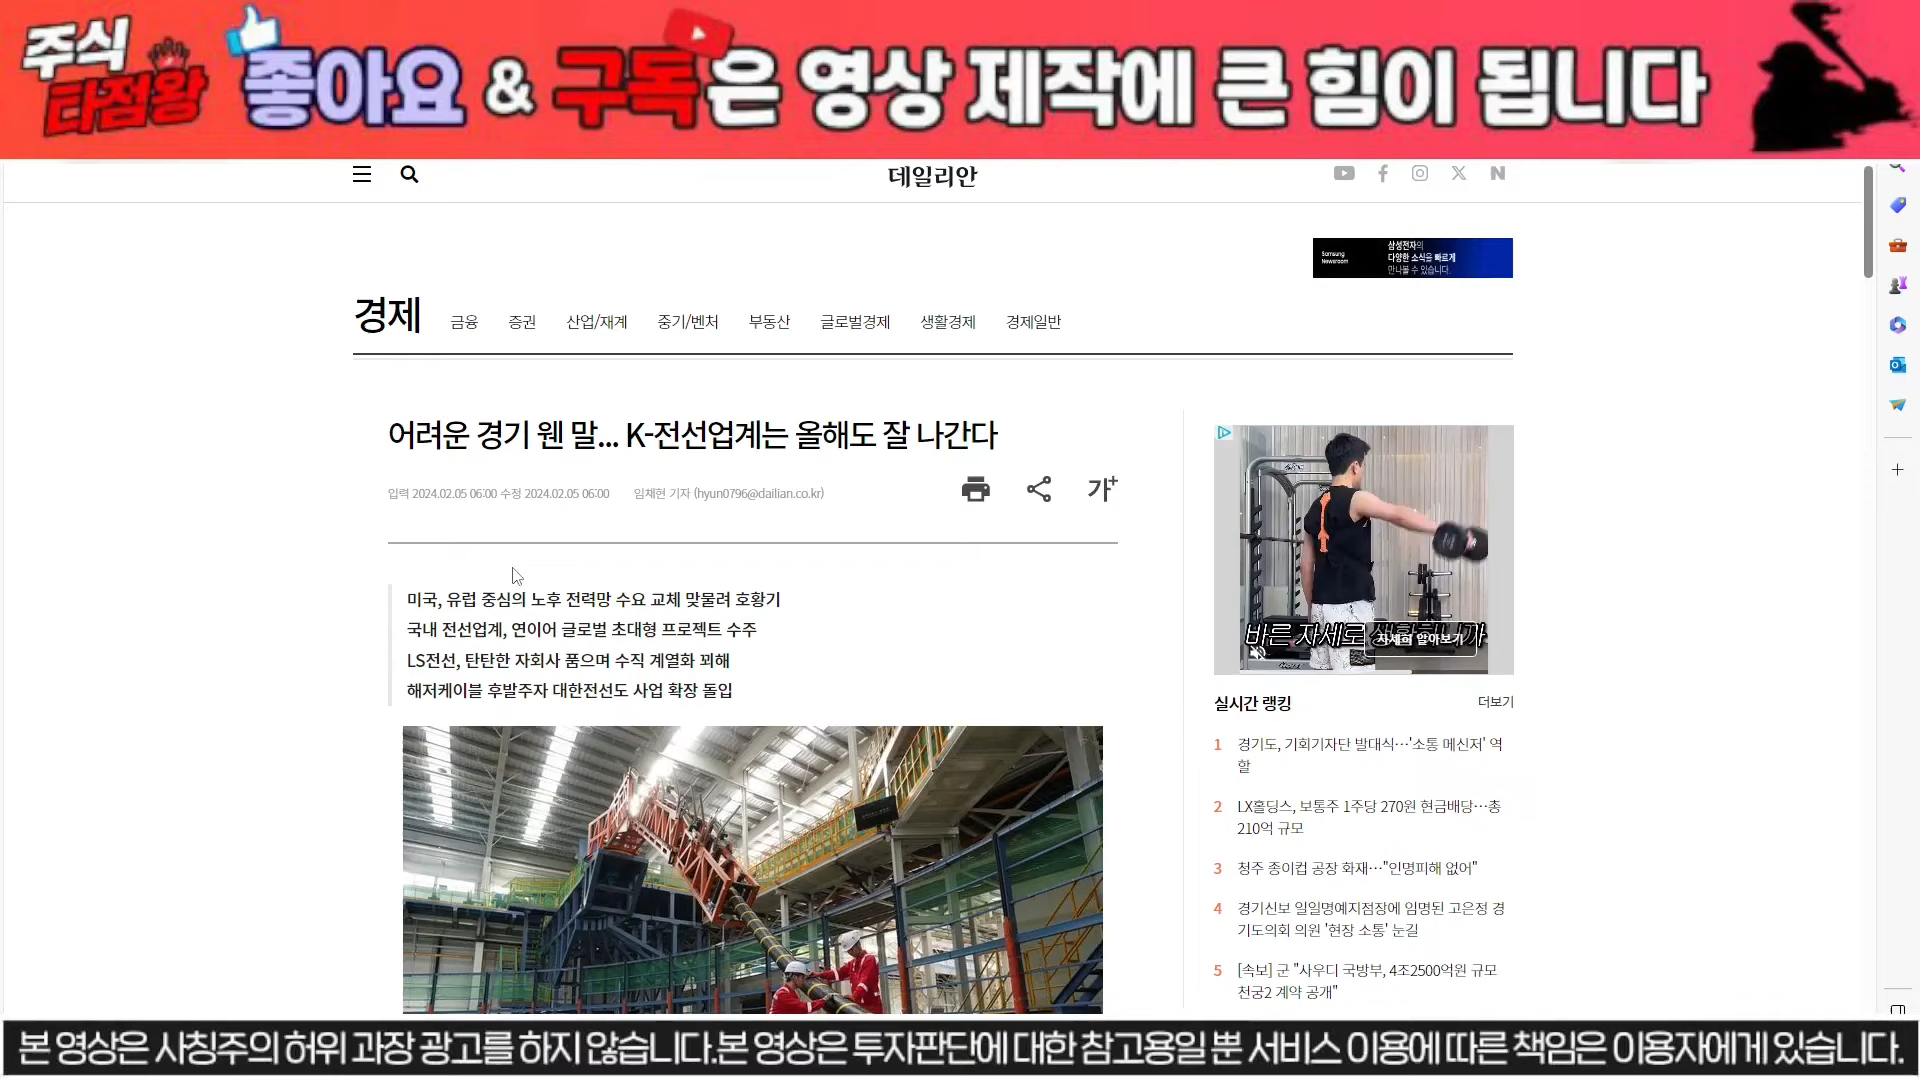 주식
타점왕
좋아요 & 구독은 영상 제작에 큰 힘이 됩니다
데일리안
Samsung
Newsroom
삼성전자의
다양한 소식을 빠르게
만나볼 수 있습니다.
경제 금융 증권 산업/재계 중기/벤처 부동산 글로벌경제 생활경제 경제일반
어려운 경기 웬 말... K-전선업계는 올해도 잘 나간다
입력 2024.02.05 06:00 수정 2024.02.05 06:00 임채현 기자 (hyun0796@dailian.co.kr)
가+
미국, 유럽 중심의 노후 전력망 수요 교체 맞물려 호황기
국내 전선업계, 연이어 글로벌 초대형 프로젝트 수주
LS전선, 탄탄한 자회사 품으며 수직 계열화 꾀해
해저케이블 후발주자 대한전선도 사업 확장 돌입
바른 자세로
자세히 알아보기
실시간 랭킹 더보기
1 경기도, 기회기자단 발대식…'소통 메신저' 역
할
2 LX홀딩스, 보통주 1주당 270원 현금배당…총
210억 규모
3 청주 종이컵 공장 화재…"인명피해 없어"
4 경기신보 일일명예지점장에 임명된 고은정 경
기도의회 의원 '현장 소통' 눈길
5 [속보] 군 "사우디 국방부, 4조2500억원 규모
천궁2 계약 공개"
본 영상은 사칭주의 허위 과장 광고를 하지 않습니다.본 영상은 투자판단에 대한 참고용일 뿐 서비스 이용에 따른 책임은 이용자에게 있습니다.